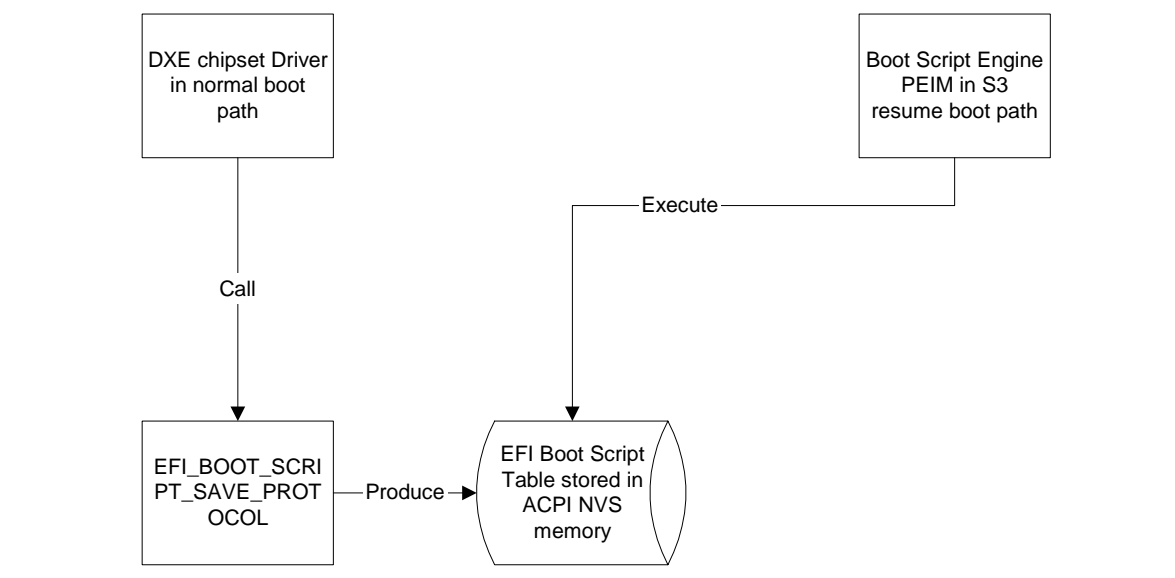 DXE chipset Driver
in normal boot
path
Boot Script Engine
PEIM in S3
resume boot path
Execute
Call
EFI_BOOT_SCRI
PT_SAVE_PROT
OCOL
Produce
EFI Boot Script
Table stored in
ACPI NVS
memory